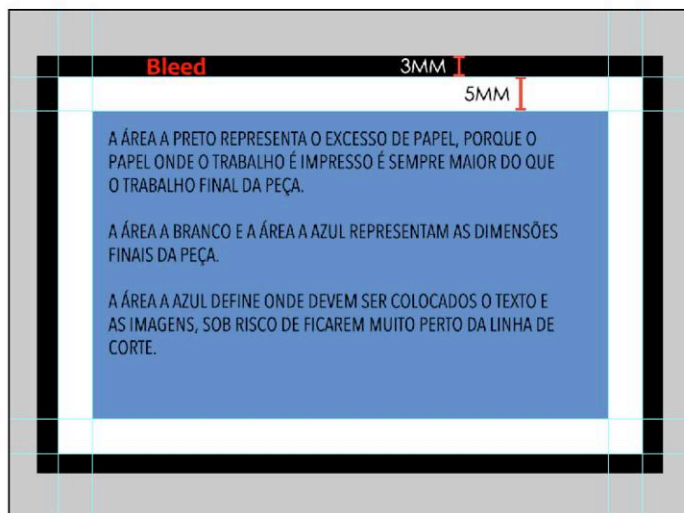 Bleed 3MM
5MM
A ÁREA A PRETO REPRESENTA O EXCESSO DE PAPEL, PORQUE O
PAPEL ONDE O TRABALHO É IMPRESSO É SEMPRE MAIOR DO QUE
O TRABALHO FINAL DA PEÇA.
A ÁREA A BRANCO E A ÁREA A AZUL REPRESENTAM AS DIMENSÕES
FINAIS DA PEÇA.
A ÁREA A AZUL DEFINE ONDE DEVEM SER COLOCADOS O TEXTO E
AS IMAGENS, SOB RISCO DE FICAREM MUITO PERTO DA LINHA DE
CORTE.